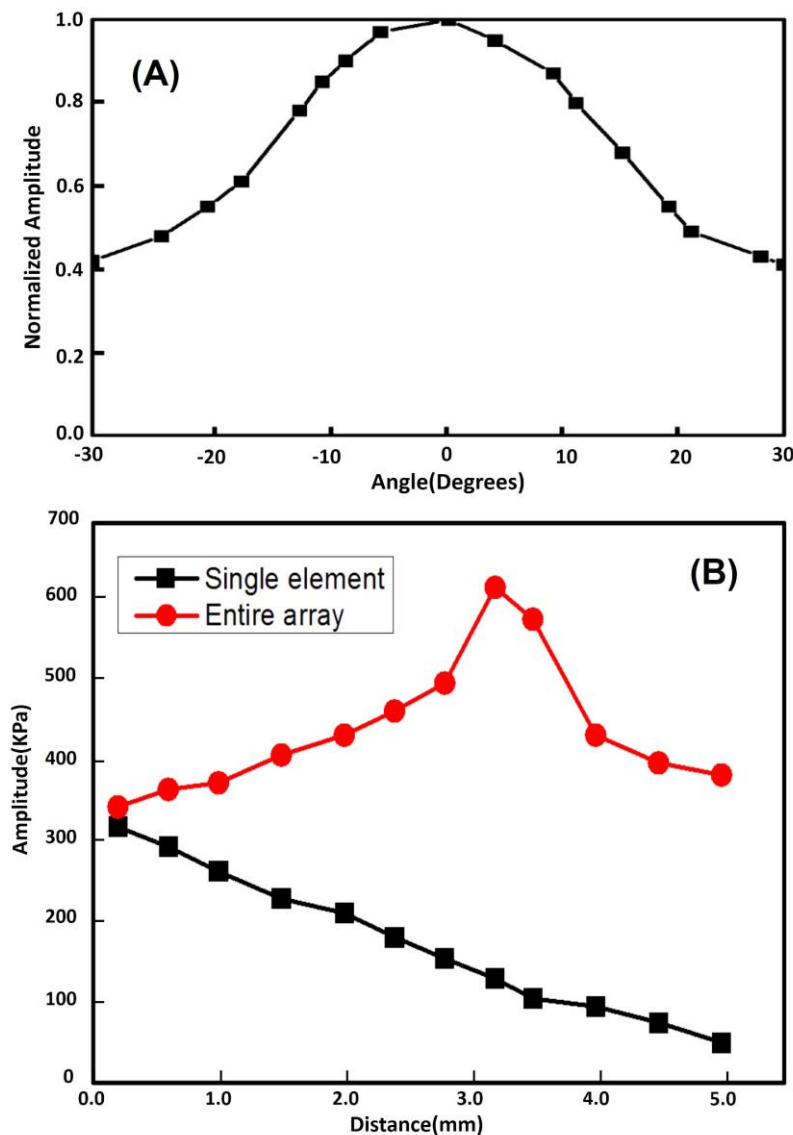 (A)
Normalized Amplitude
1.0
0.8
0.6
0.4
0.2
0.0
-30 -20 -10 0 10 20 30
Angle(Degrees)
(B)
Single element
Entire array
Amplitude(KPa)
700
600
500
400
300
200
100
0
0.0 1.0 2.0 3.0 4.0 5.0
Distance(mm)